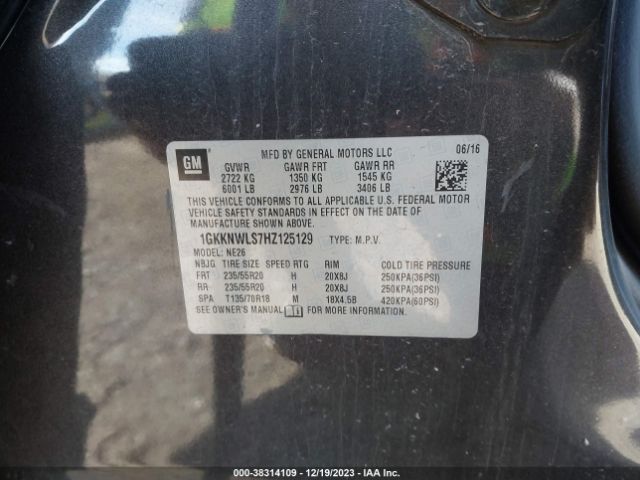 GM
MFD BY GENERAL MOTORS LLC 06/16
GVWR GAWR FRT GAWR RR
2722 KG 1350 KG 1545 KG
6001 LB 2976 LB 3406 LB
THIS VEHICLE CONFORMS TO ALL APPLICABLE U.S. FEDERAL MOTOR
VEHICLE SAFETY STANDARDS IN EFFECT ON THE DATE OF
MANUFACTURE SHOWN ABOVE.
1GKKNWLS7HZ125129 TYPE: M.P.V.
MODEL: NE26
NBJG TIRE SIZE SPEED RTG RIM COLD TIRE PRESSURE
FRT 235/55R20 H 20X8J 250KPA(36PSI)
RR 235/55R20 H 20X8J 250KPA(36PSI)
SPA T135/70R18 M 18X4.5B 420KPA(60PSI)
SEE OWNER'S MANUAL FOR MORE INFORMATION.
000-38314109 - 12/19/2023 - IAA Inc.